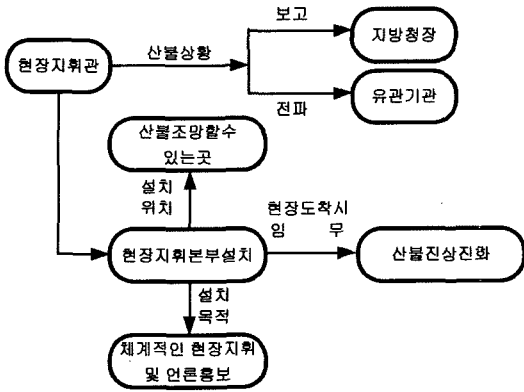 보고
산불상황
지방청장
현장지휘관
유관기관
전파
산불조망할수
있는곳
설치
위치
현장도착시
임 무
현장지휘본부설치
산불진상진화
설치
목적
체계적인 현장지휘
및 언론홍보